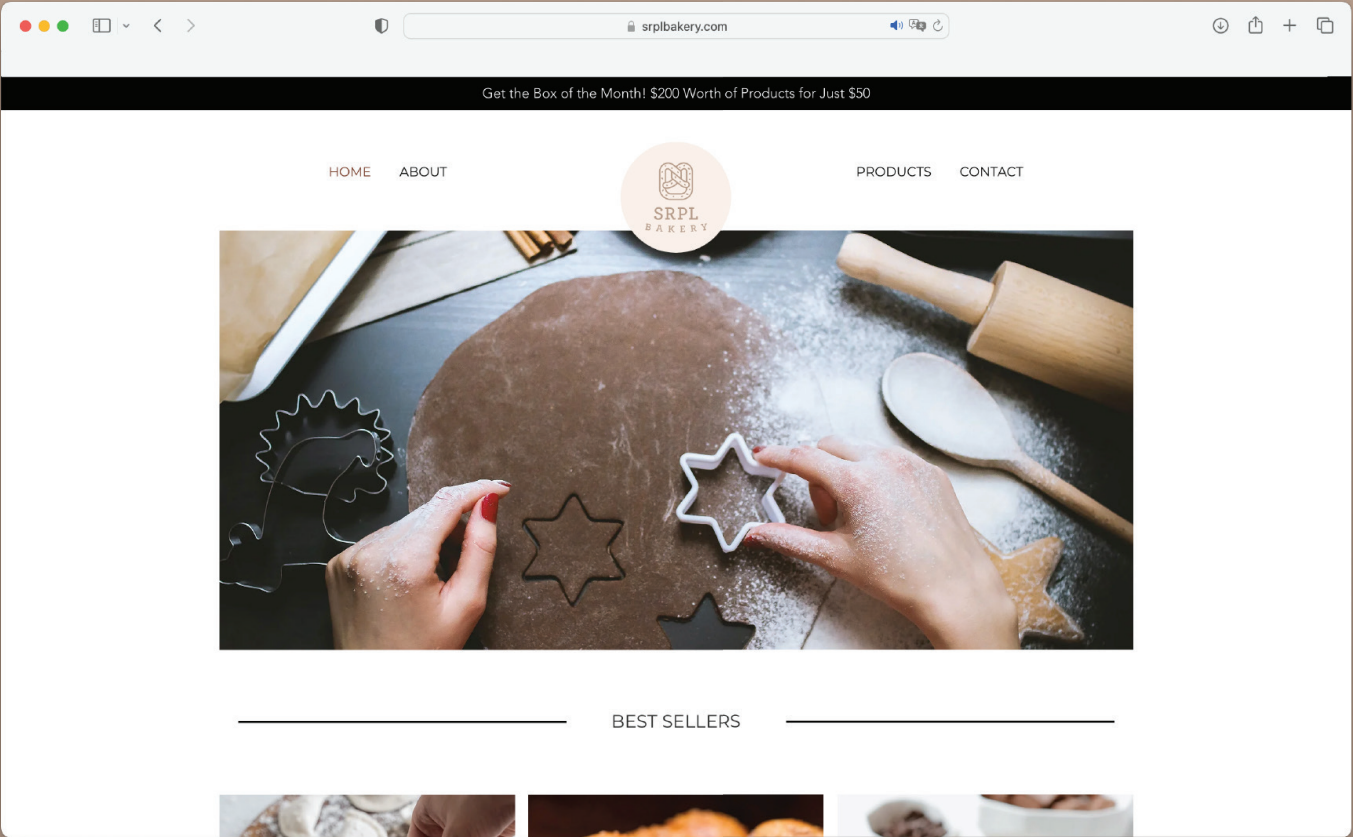 srplbakery.com
Get the Box of the Month! $200 Worth of Products for Just $50
HOME ABOUT
SRPL
BAKERY
PRODUCTS CONTACT
BEST SELLERS